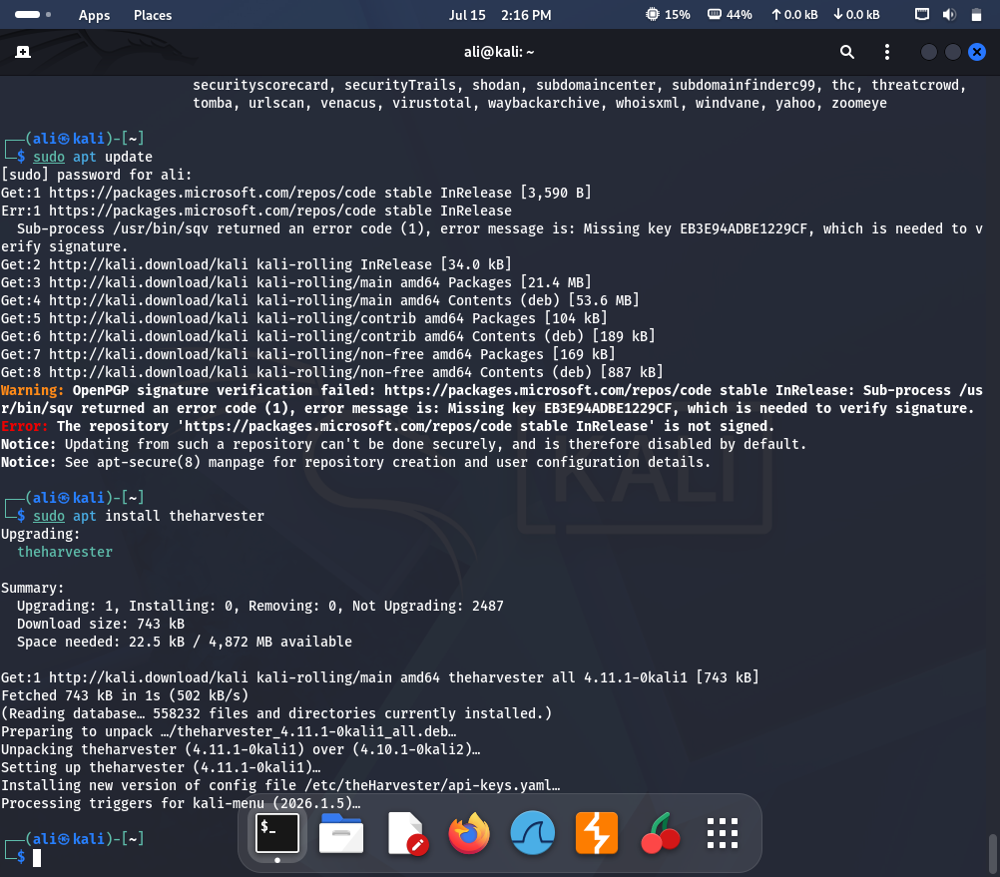 Apps Places Jul 15 2:16 PM 15% 44% 0.0 kB 0.0 kB
ali@kali: ~
securityscorecard, securityTrails, shodan, subdomaincenter, subdomainfinderc99, thc, threatcrowd,
tomba, urlscan, venacus, virustotal, waybackarchive, whoisxml, windvane, yahoo, zoomeye
┌──(ali㉿kali)-[~]
└─$ sudo apt update
[sudo] password for ali:
Get:1 https://packages.microsoft.com/repos/code stable InRelease [3,590 B]
Err:1 https://packages.microsoft.com/repos/code stable InRelease
Sub-process /usr/bin/sqv returned an error code (1), error message is: Missing key EB3E94ADBE1229CF, which is needed to v
erify signature.
Get:2 http://kali.download/kali kali-rolling InRelease [34.0 kB]
Get:3 http://kali.download/kali kali-rolling/main amd64 Packages [21.4 MB]
Get:4 http://kali.download/kali kali-rolling/main amd64 Contents (deb) [53.6 MB]
Get:5 http://kali.download/kali kali-rolling/contrib amd64 Packages [104 kB]
Get:6 http://kali.download/kali kali-rolling/contrib amd64 Contents (deb) [189 kB]
Get:7 http://kali.download/kali kali-rolling/non-free amd64 Packages [169 kB]
Get:8 http://kali.download/kali kali-rolling/non-free amd64 Contents (deb) [887 kB]
Warning: OpenPGP signature verification failed: https://packages.microsoft.com/repos/code stable InRelease: Sub-process /us
r/bin/sqv returned an error code (1), error message is: Missing key EB3E94ADBE1229CF, which is needed to verify signature.
Error: The repository 'https://packages.microsoft.com/repos/code stable InRelease' is not signed.
Notice: Updating from such a repository can't be done securely, and is therefore disabled by default.
Notice: See apt-secure(8) manpage for repository creation and user configuration details.
KALI
┌──(ali㉿kali)-[~]
└─$ sudo apt install theharvester
Upgrading:
theharvester
Summary:
Upgrading: 1, Installing: 0, Removing: 0, Not Upgrading: 2487
Download size: 743 kB
Space needed: 22.5 kB / 4,872 MB available
Get:1 http://kali.download/kali kali-rolling/main amd64 theharvester all 4.11.1-0kali1 [743 kB]
Fetched 743 kB in 1s (502 kB/s)
(Reading database… 558232 files and directories currently installed.)
Preparing to unpack …/theharvester_4.11.1-0kali1_all.deb…
Unpacking theharvester (4.11.1-0kali1) over (4.10.1-0kali2)…
Setting up theharvester (4.11.1-0kali1)…
Installing new version of config file /etc/theHarvester/api-keys.yaml…
Processing triggers for kali-menu (2026.1.5)…
┌──(ali㉿kali)-[~]
└─$
$_